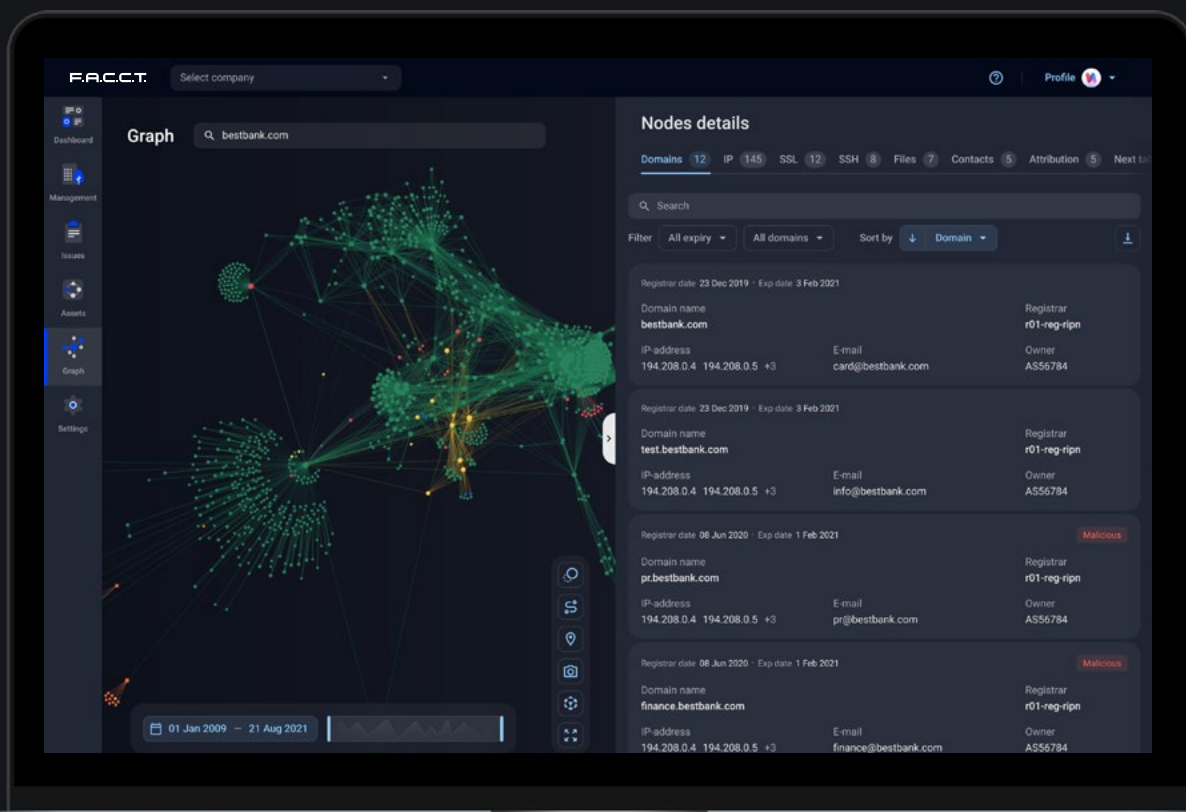 F.A.C.C.T.
Select company
Profile
Dashboard
Management
Issues
Assets
Graph
Settings
Graph
bestbank.com
01 Jan 2009 — 21 Aug 2021
Nodes details
Domains 12 IP 145 SSL 12 SSH 8 Files 7 Contacts 5 Attribution 5 Next
Search
Filter All expiry All domains Sort by Domain
Registrar date 23 Dec 2019 · Exp date 3 Feb 2021
Domain name Registrar
bestbank.com r01-reg-ripn
IP-address E-mail Owner
194.208.0.4 194.208.0.5 +3 card@bestbank.com AS56784
Registrar date 23 Dec 2019 · Exp date 3 Feb 2021
Domain name Registrar
test.bestbank.com r01-reg-ripn
IP-address E-mail Owner
194.208.0.4 194.208.0.5 +3 info@bestbank.com AS56784
Registrar date 08 Jun 2020 · Exp date 1 Feb 2021 Malicious
Domain name Registrar
pr.bestbank.com r01-reg-ripn
IP-address E-mail Owner
194.208.0.4 194.208.0.5 +3 pr@bestbank.com AS56784
Registrar date 08 Jun 2020 · Exp date 1 Feb 2021 Malicious
Domain name Registrar
finance.bestbank.com r01-reg-ripn
IP-address E-mail Owner
194.208.0.4 194.208.0.5 +3 finance@bestbank.com AS56784